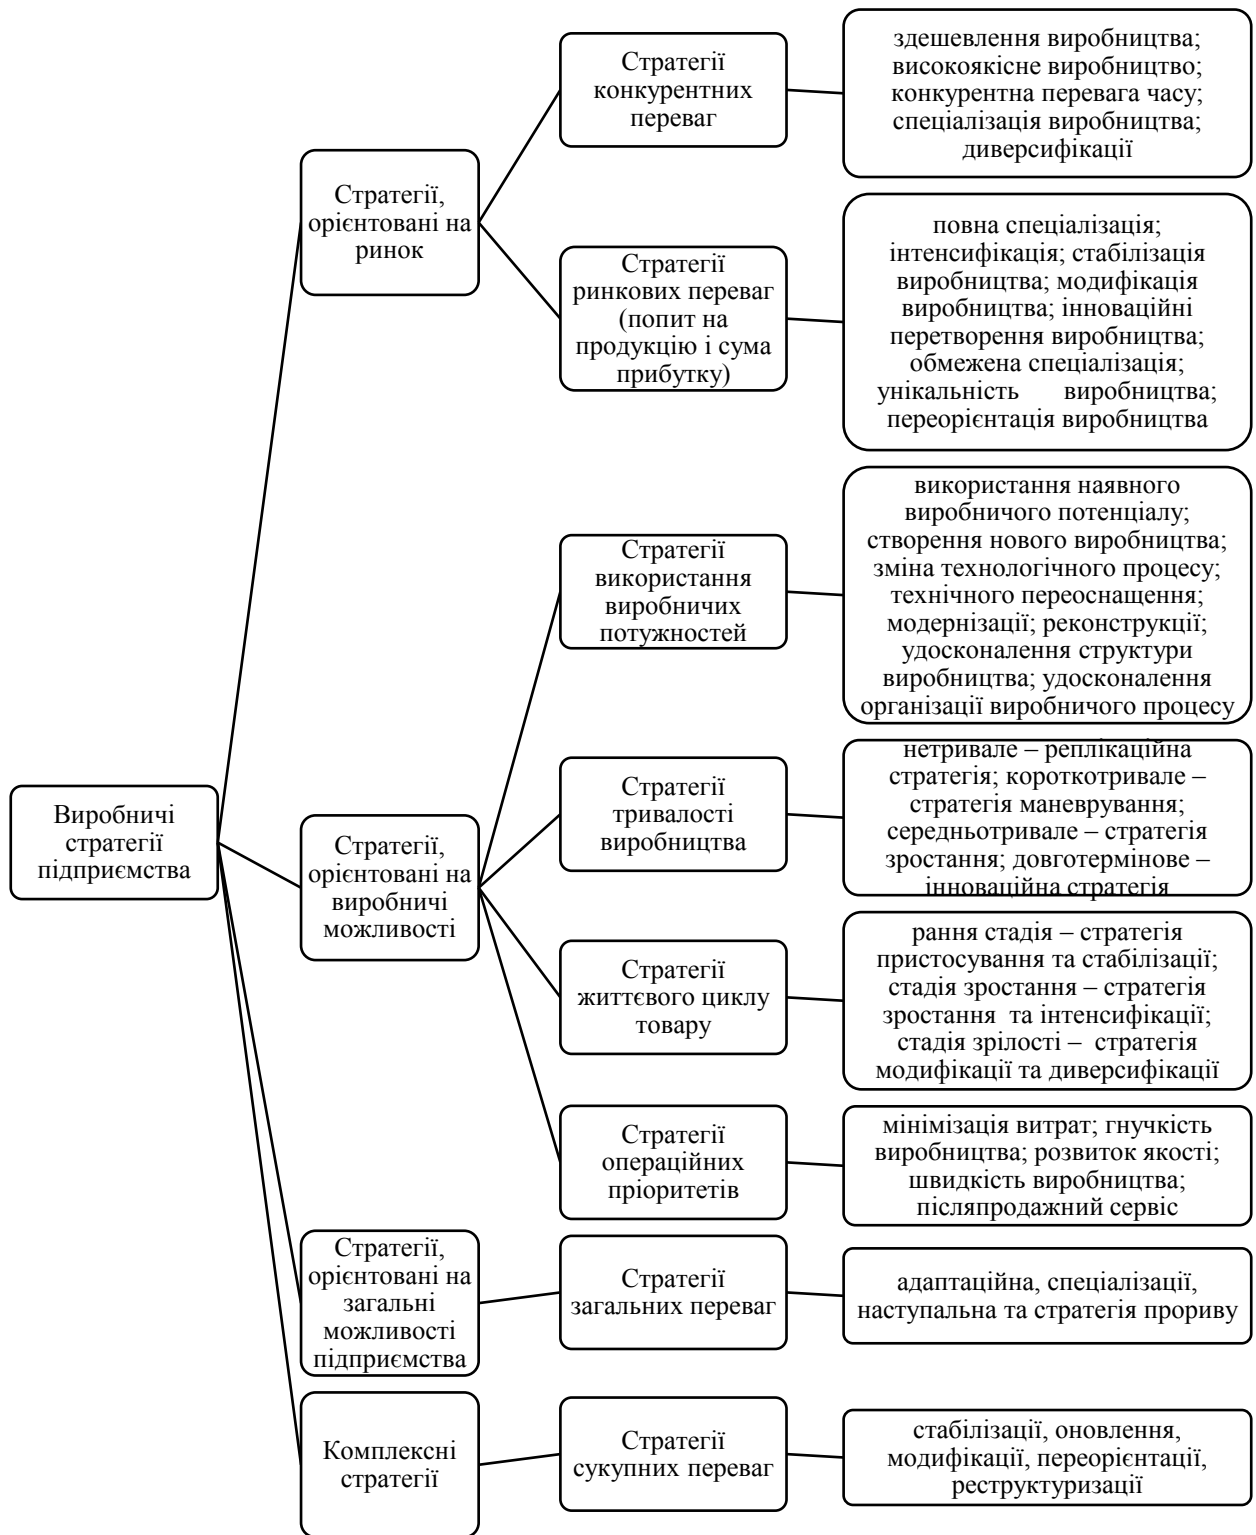 Виробничі
стратегії
підприємства
Стратегії,
орієнтовані на
ринок
Стратегії
конкурентних
переваг
здешевлення виробництва;
високоякісне виробництво;
конкурентна перевага часу;
спеціалізація виробництва;
диверсифікації
Стратегії
ринкових переваг
(попит на
продукцію і сума
прибутку)
повна спеціалізація;
інтенсифікація; стабілізація
виробництва; модифікація
виробництва; інноваційні
перетворення виробництва;
обмежена спеціалізація;
унікальність виробництва;
переорієнтація виробництва
Стратегії,
орієнтовані на
виробничі
можливості
Стратегії
використання
виробничих
потужностей
використання наявного
виробничого потенціалу;
створення нового виробництва;
зміна технологічного процесу;
технічного переоснащення;
модернізації; реконструкції;
удосконалення структури
виробництва; удосконалення
організації виробничого процесу
Стратегії
тривалості
виробництва
нетривале – реплікаційна
стратегія; короткотривале –
стратегія маневрування;
середньотривале – стратегія
зростання; довготермінове –
інноваційна стратегія
Стратегії
життєвого циклу
товару
рання стадія – стратегія
пристосування та стабілізації;
стадія зростання – стратегія
зростання та інтенсифікації;
стадія зрілості – стратегія
модифікації та диверсифікації
Стратегії
операційних
пріоритетів
мінімізація витрат; гнучкість
виробництва; розвиток якості;
швидкість виробництва;
післяпродажний сервіс
Стратегії,
орієнтовані на
загальні
можливості
підприємства
Стратегії
загальних переваг
адаптаційна, спеціалізації,
наступальна та стратегія прориву
Комплексні
стратегії
Стратегії
сукупних переваг
стабілізації, оновлення,
модифікації, переорієнтації,
реструктуризації